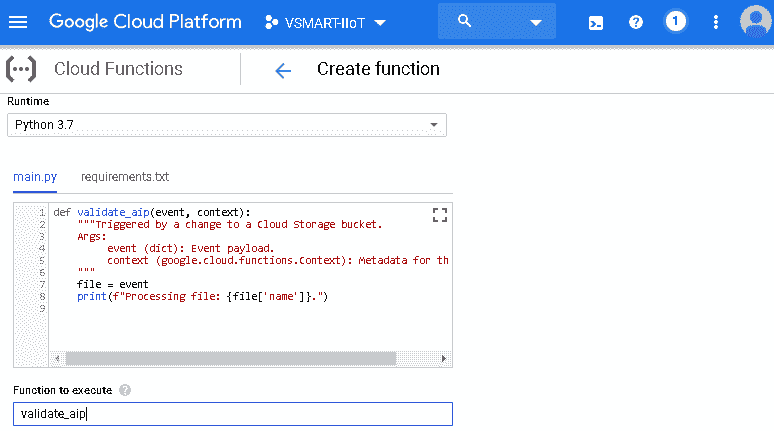 Google Cloud Platform VSMART-IIoT 1
Cloud Functions Create function
Runtime
Python 3.7
main.py requirements.txt
1 def validate_aip(event, context):
2 """Triggered by a change to a Cloud Storage bucket.
3 Args:
4 event (dict): Event payload.
5 context (google.cloud.functions.Context): Metadata for th
6 """
7 file = event
8 print(f"Processing file: {file['name']}.")
9
Function to execute ?
validate_aip